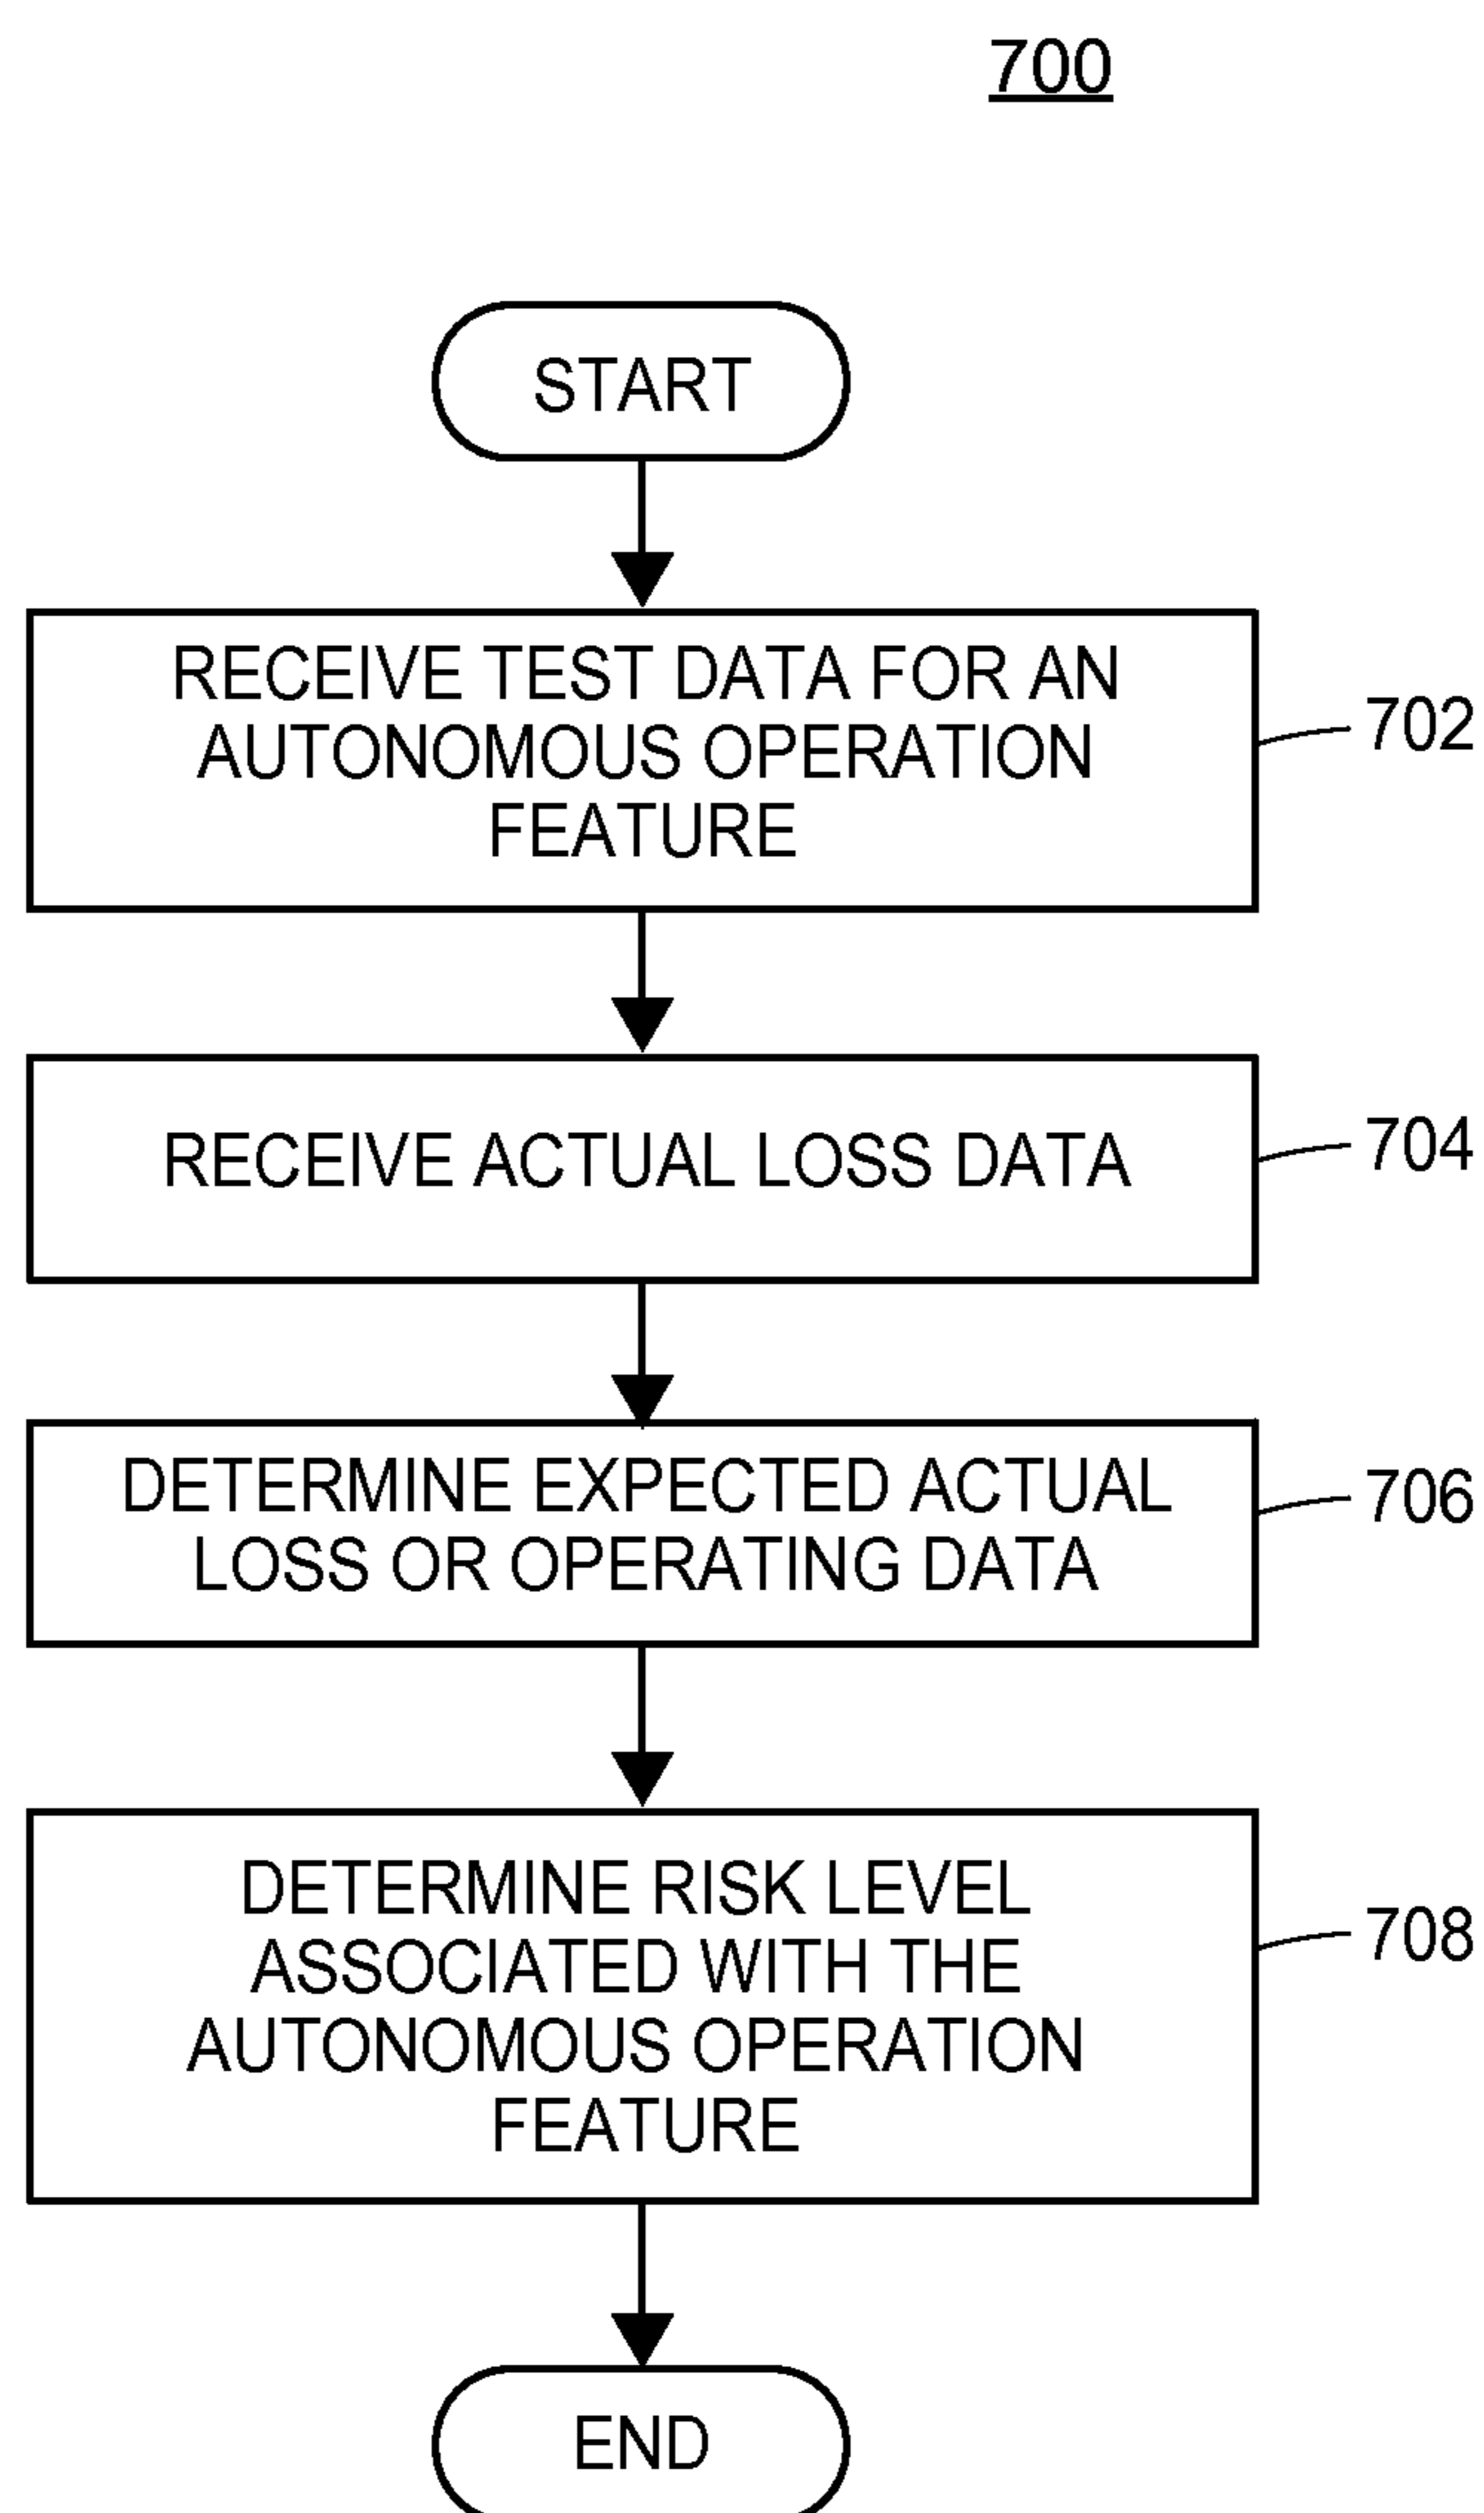 700
START
RECEIVE TEST DATA FOR AN
AUTONOMOUS OPERATION
FEATURE
702
RECEIVE ACTUAL LOSS DATA
704
DETERMINE EXPECTED ACTUAL
LOSS OR OPERATING DATA
706
DETERMINE RISK LEVEL
ASSOCIATED WITH THE
AUTONOMOUS OPERATION
FEATURE
708
END